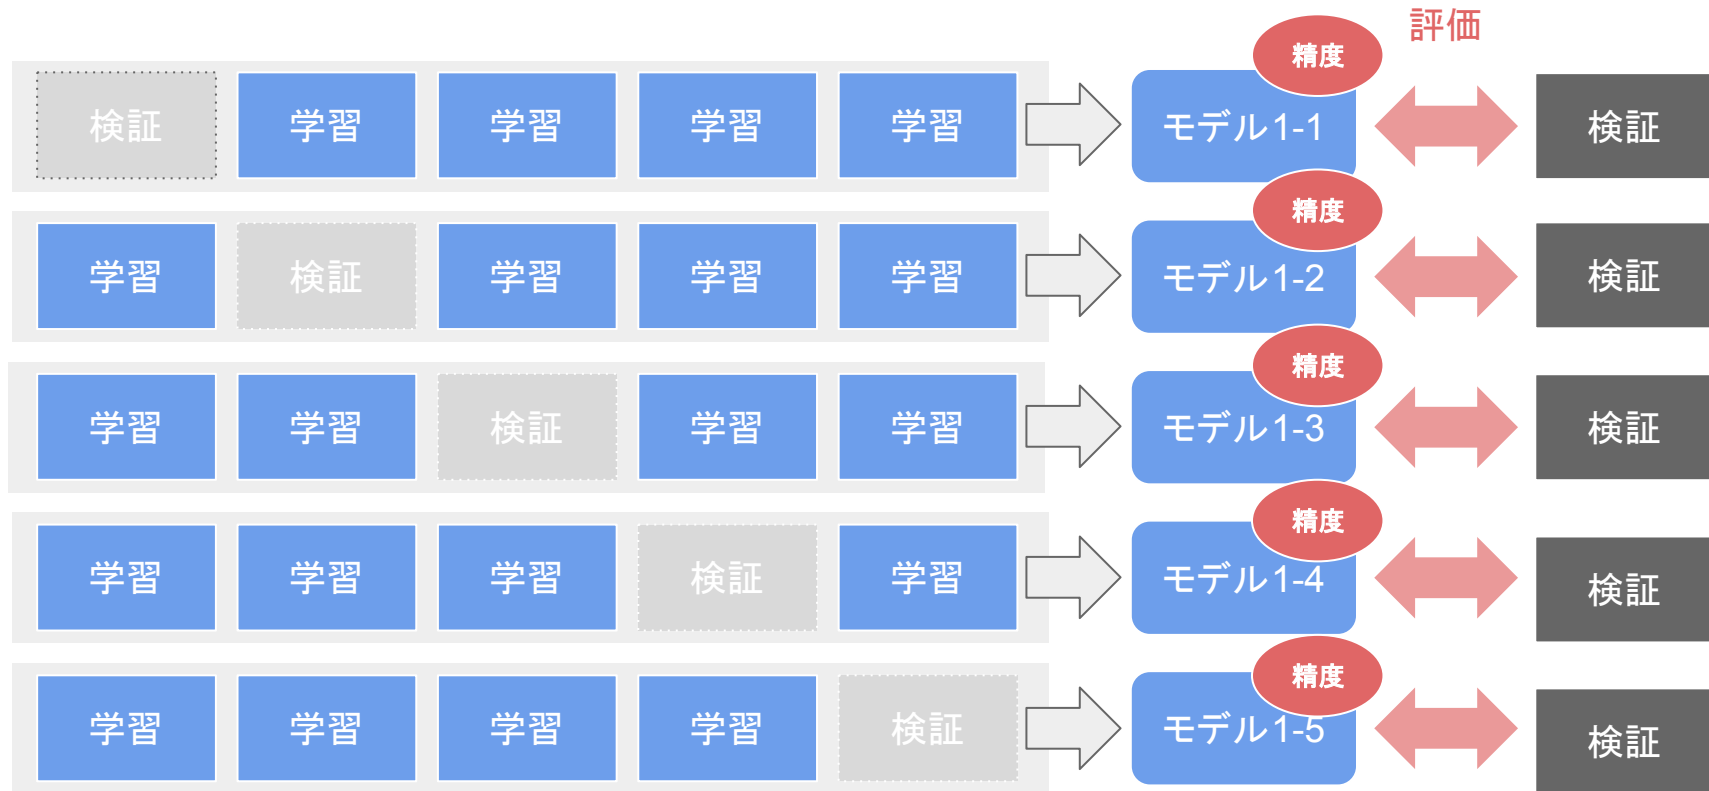 評価
検証 学習 学習 学習 学習 モデル1-1 精度 検証
学習 検証 学習 学習 学習 モデル1-2 精度 検証
学習 学習 検証 学習 学習 モデル1-3 精度 検証
学習 学習 学習 検証 学習 モデル1-4 精度 検証
学習 学習 学習 学習 検証 モデル1-5 精度 検証